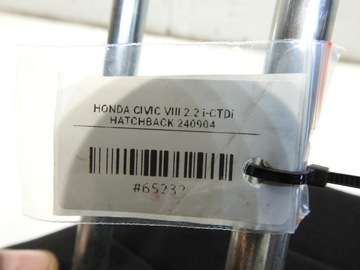 HONDA CIVIC VIII 2.2 i-CTDi
HATCHBACK 240904
#65232